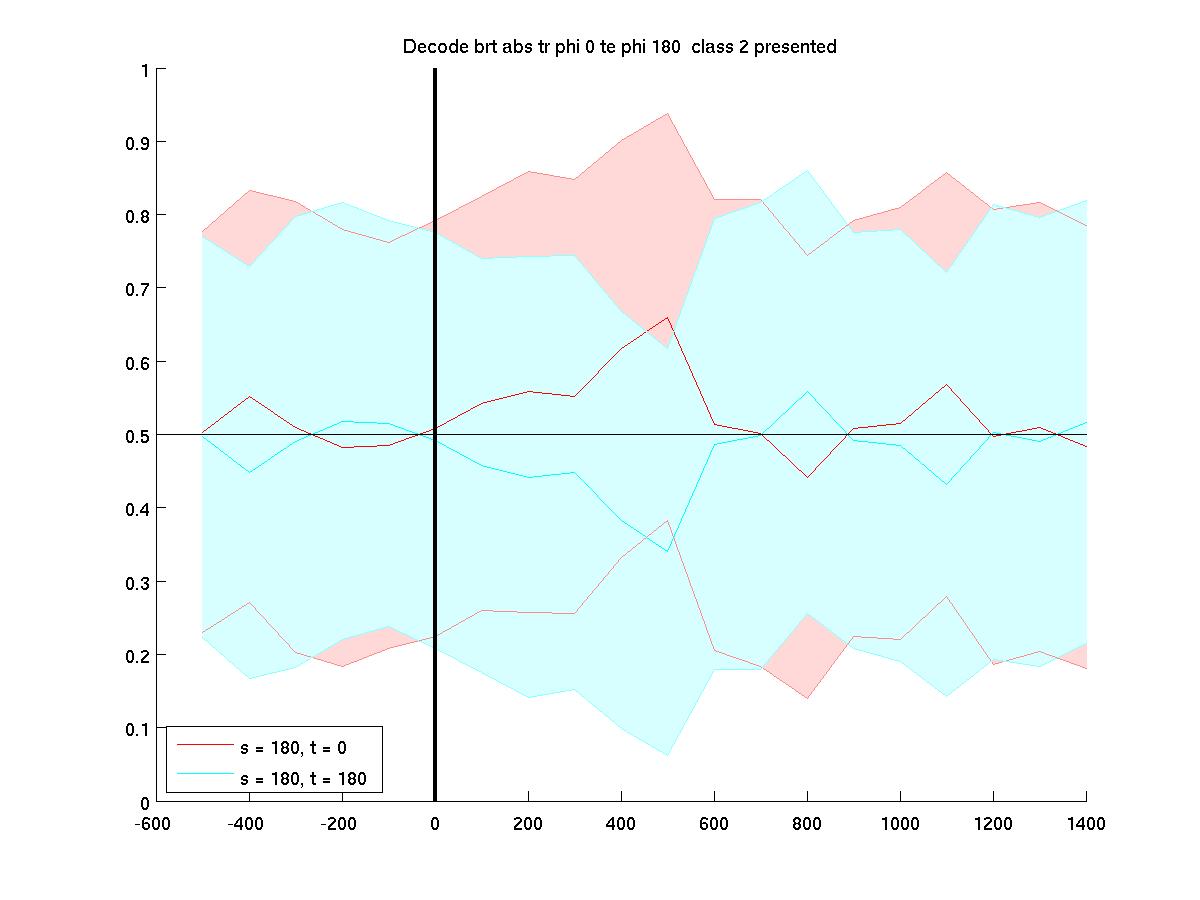 Decode brt abs tr phi 0 te phi 180  class 2 presented
1
0.9
0.8
0.7
0.6
0.5
0.4
0.3
0.2
0.1
0
s = 180, t = 0
s = 180, t = 180
-600 -400 -200 0 200 400 600 800 1000 1200 1400